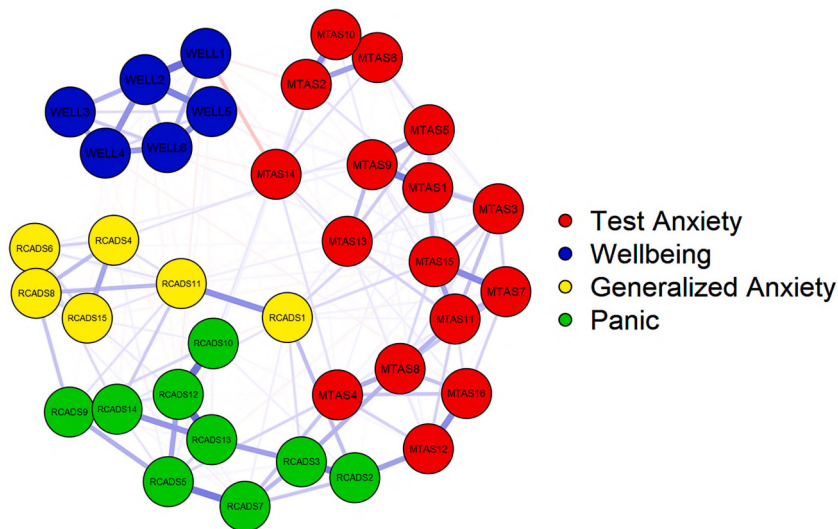 MTAS10
WELL1
MTAS6
WELL2
MTAS2
WELL3
WELL5
MTAS5
WELL4
WELL6
MTAS9
MTAS14
MTAS1
MTAS3
Test Anxiety
RCADS6
RCADS4
MTAS13
Wellbeing
MTAS15
RCADS8
RCADS11
MTAS7
Generalized Anxiety
RCADS15
RCADS1
MTAS11
Panic
RCADS10
MTAS8
RCADS12
MTAS4
MTAS16
RCADS9
RCADS14
RCADS13
MTAS12
RCADS3
RCADS2
RCADS5
RCADS7